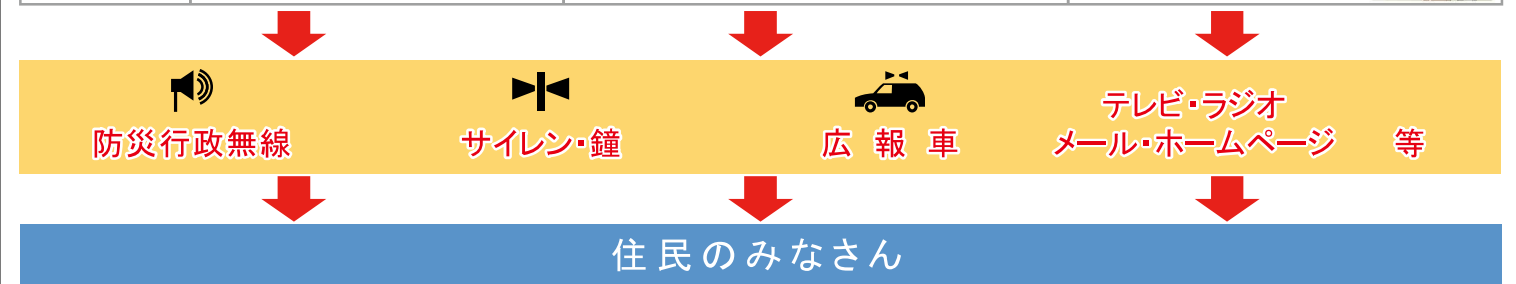 防災行政無線
サイレン・鐘
広報車
テレビ・ラジオ
メール・ホームページ 等
住民のみなさん